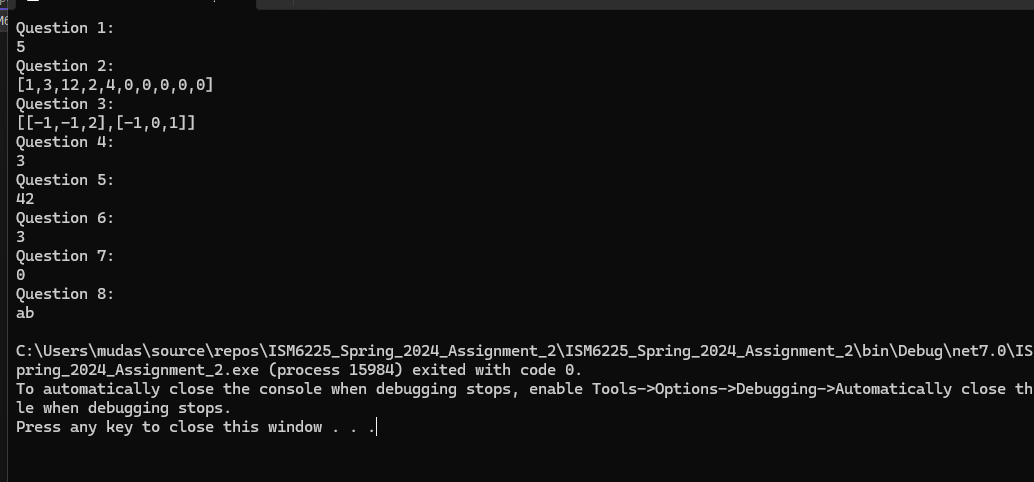 Question 1:
5
Question 2:
[1,3,12,2,4,0,0,0,0,0]
Question 3:
[[-1,-1,2],[-1,0,1]]
Question 4:
3
Question 5:
42
Question 6:
3
Question 7:
0
Question 8:
ab
C:\Users\mudas\source\repos\ISM6225_Spring_2024_Assignment_2\ISM6225_Spring_2024_Assignment_2\bin\Debug\net7.0\IS
pring_2024_Assignment_2.exe (process 15984) exited with code 0.
To automatically close the console when debugging stops, enable Tools->Options->Debugging->Automatically close th
le when debugging stops.
Press any key to close this window . . .